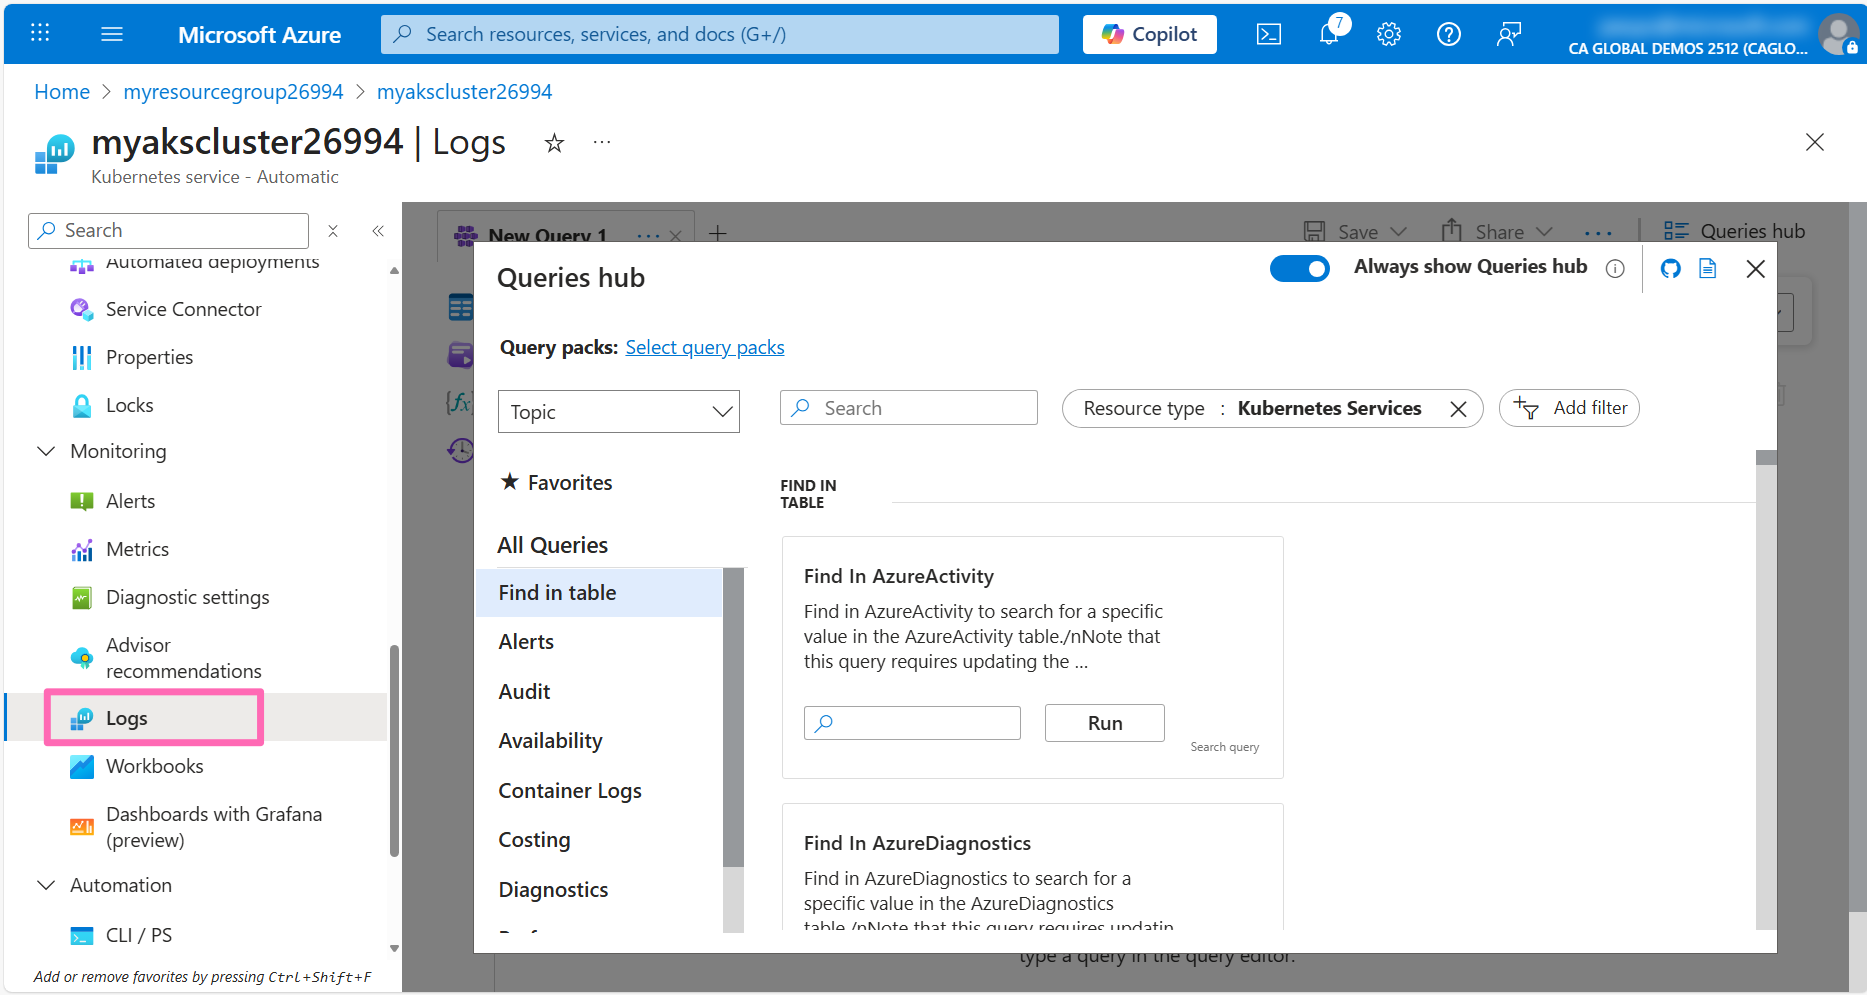 Microsoft Azure
Search resources, services, and docs (G+/)
Copilot
7
CA GLOBAL DEMOS 2512 (CAGLO...
Home > myresourcegroup26994 > myakscluster26994
myakscluster26994 | Logs
Kubernetes service - Automatic
Search
Automated deployments
Service Connector
Properties
Locks
Monitoring
Alerts
Metrics
Diagnostic settings
Advisor
recommendations
Logs
Workbooks
Dashboards with Grafana
(preview)
Automation
CLI / PS
Add or remove favorites by pressing Ctrl+Shift+F
New Query 1
Save
Share
Queries hub
Queries hub
Always show Queries hub
Query packs: Select query packs
Topic
Search
Resource type : Kubernetes Services
Add filter
Favorites
All Queries
Find in table
Alerts
Audit
Availability
Container Logs
Costing
Diagnostics
FIND IN
TABLE
Find In AzureActivity
Find in AzureActivity to search for a specific
value in the AzureActivity table./nNote that
this query requires updating the ...
Run
Search query
Find In AzureDiagnostics
Find in AzureDiagnostics to search for a
specific value in the AzureDiagnostics
table./nNote that this query requires updatin
type a query in the query editor.